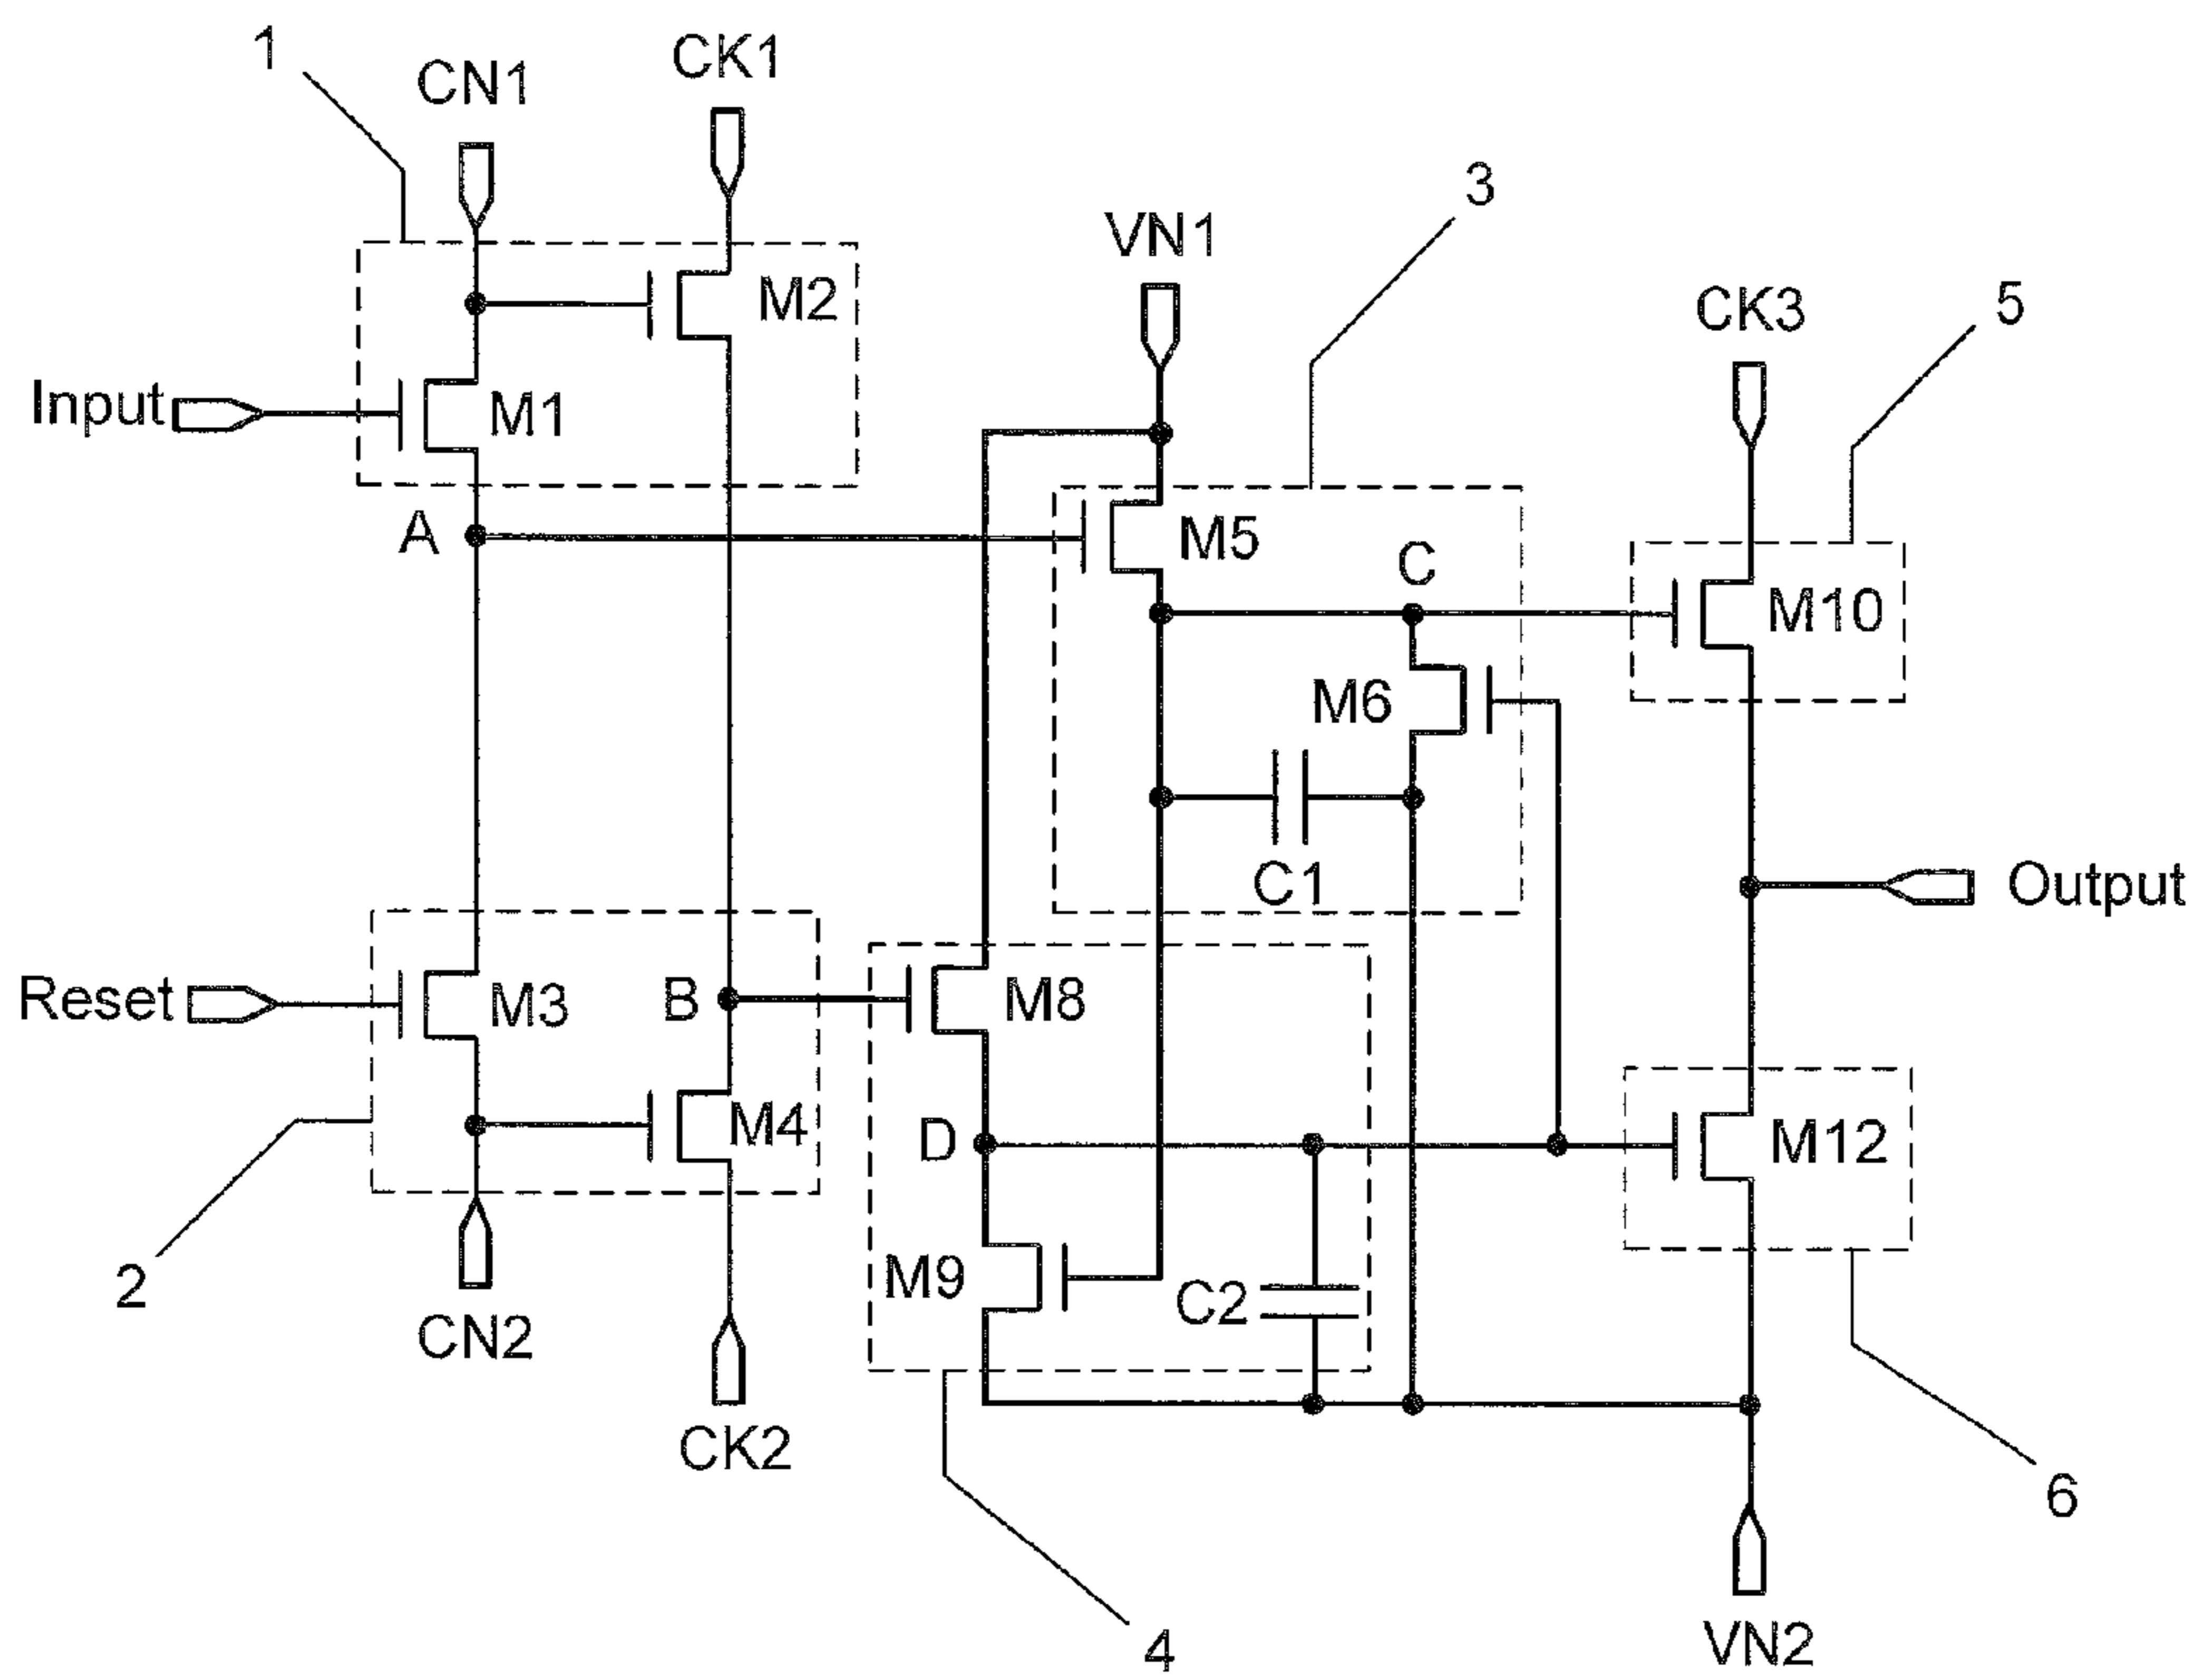 1
CN1
CK1
3
VN1
M2
CK3
5
Input
M1
A
M5
C
M10
M6
C1
Output
Reset
M3
B
M8
M4
D
M12
M9
C2
2
CN2
CK2
6
4
VN2